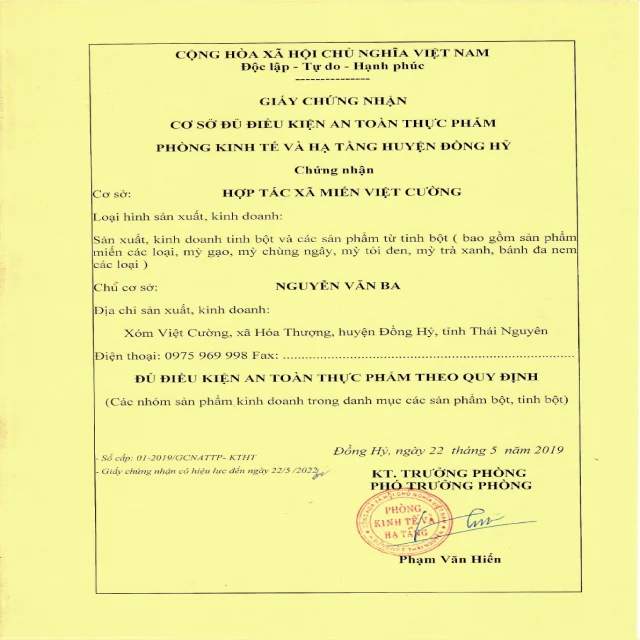 CỘNG HÒA XÃ HỘI CHỦ NGHĨA VIỆT NAM
Độc lập - Tự do - Hạnh phúc
---------------
GIẤY CHỨNG NHẬN
CƠ SỞ ĐỦ ĐIỀU KIỆN AN TOÀN THỰC PHẨM
PHÒNG KINH TẾ VÀ HẠ TẦNG HUYỆN ĐỒNG HỶ
Chứng nhận
Cơ sở: HỢP TÁC XÃ MIẾN VIỆT CƯỜNG
Loại hình sản xuất, kinh doanh:
Sản xuất, kinh doanh tinh bột và các sản phẩm từ tinh bột ( bao gồm sản phẩm
miến các loại, mỳ gạo, mỳ chùng ngây, mỳ tỏi đen, mỳ trà xanh, bánh đa nem
các loại )
Chủ cơ sở: NGUYỄN VĂN BA
Địa chỉ sản xuất, kinh doanh:
Xóm Việt Cường, xã Hóa Thượng, huyện Đồng Hỷ, tỉnh Thái Nguyên
Điện thoại: 0975 969 998 Fax: ....................................................................
ĐỦ ĐIỀU KIỆN AN TOÀN THỰC PHẨM THEO QUY ĐỊNH
(Các nhóm sản phẩm kinh doanh trong danh mục các sản phẩm bột, tinh bột)
Đồng Hỷ, ngày 22 tháng 5 năm 2019
- Số cấp: 01-2019/GCNATTP- KTHT
- Giấy chứng nhận có hiệu lực đến ngày 22/5 /2022
KT. TRƯỞNG PHÒNG
PHÓ TRƯỞNG PHÒNG
PHÒNG
KINH TẾ VÀ
HẠ TẦNG
Phạm Văn Hiến